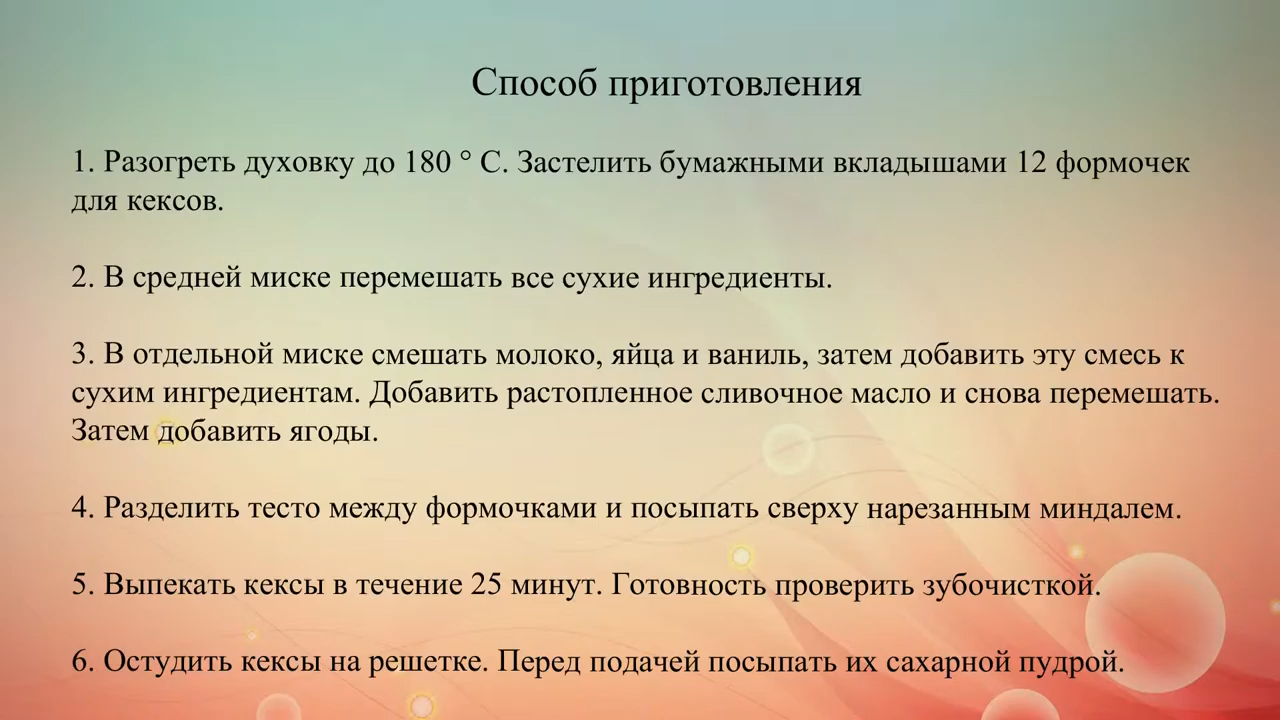 Способ приготовления
1. Разогреть духовку до 180 ° С. Застелить бумажными вкладышами 12 формочек
для кексов.
2. В средней миске перемешать все сухие ингредиенты.
3. В отдельной миске смешать молоко, яйца и ваниль, затем добавить эту смесь к
сухим ингредиентам. Добавить растопленное сливочное масло и снова перемешать.
Затем добавить ягоды.
4. Разделить тесто между формочками и посыпать сверху нарезанным миндалем.
5. Выпекать кексы в течение 25 минут. Готовность проверить зубочисткой.
6. Остудить кексы на решетке. Перед подачей посыпать их сахарной пудрой.